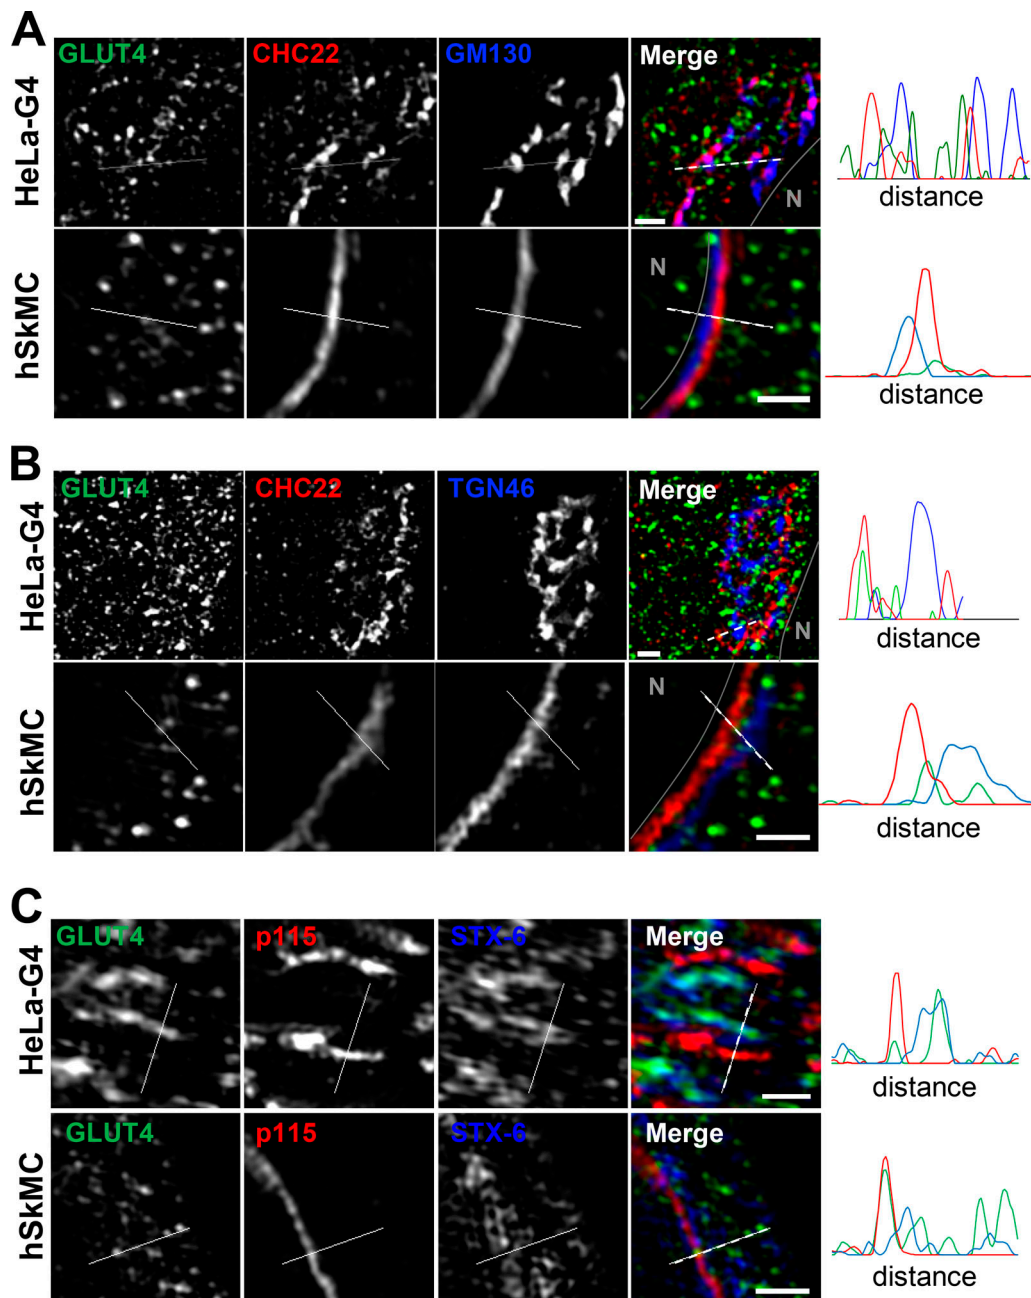 A
GLUT4 CHC22 GM130 Merge
HeLa-G4
N
distance
hSkMC
N
distance
B
GLUT4 CHC22 TGN46 Merge
HeLa-G4
N
distance
hSkMC
N
distance
C
GLUT4 p115 STX-6 Merge
HeLa-G4
distance
GLUT4 p115 STX-6 Merge
hSkMC
distance